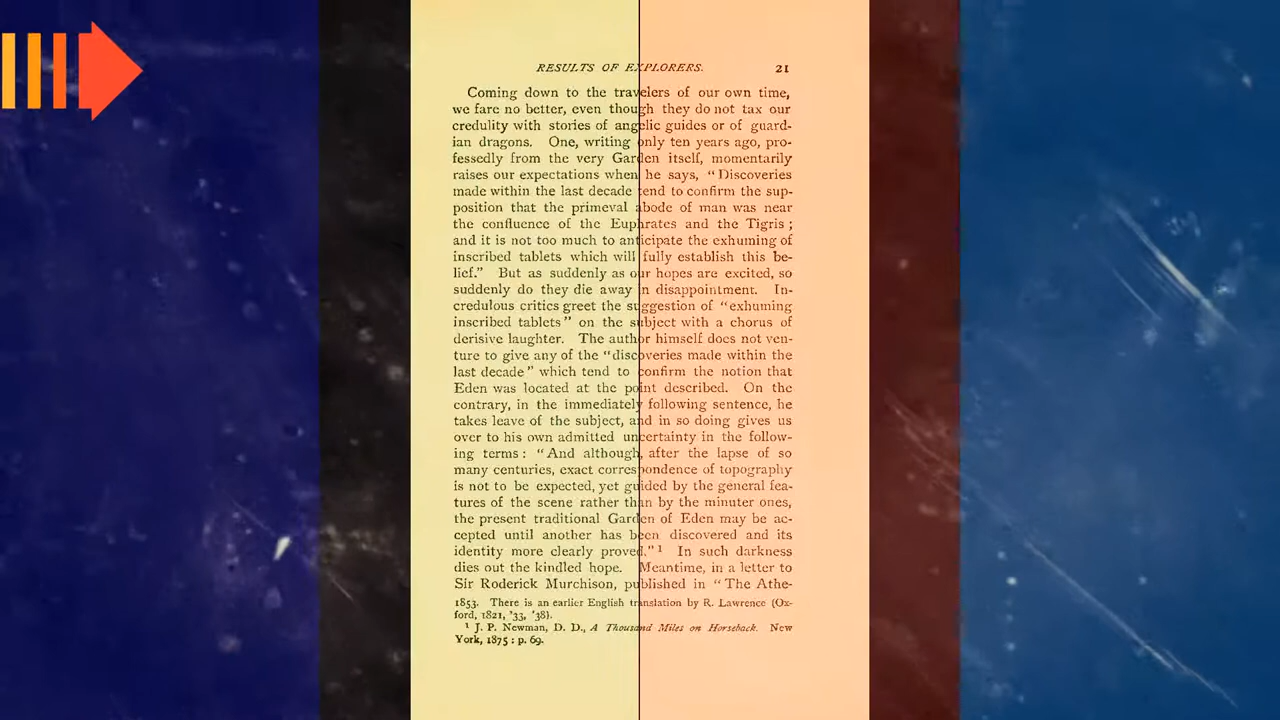 RESULTS OF EXPLORERS. 21
Coming down to the travelers of our own time,
we fare no better, even though they do not tax our
credulity with stories of angelic guides or of guard-
ian dragons. One, writing only ten years ago, pro-
fessedly from the very Garden itself, momentarily
raises our expectations when he says, “Discoveries
made within the last decade tend to confirm the sup-
position that the primeval abode of man was near
the confluence of the Euphrates and the Tigris;
and it is not too much to anticipate the exhuming of
inscribed tablets which will fully establish this be-
lief.” But as suddenly as our hopes are excited, so
suddenly do they die away in disappointment. In-
credulous critics greet the suggestion of “exhuming
inscribed tablets” on the subject with a chorus of
derisive laughter. The author himself does not ven-
ture to give any of the “discoveries made within the
last decade” which tend to confirm the notion that
Eden was located at the point described. On the
contrary, in the immediately following sentence, he
takes leave of the subject, and in so doing gives us
over to his own admitted uncertainty in the follow-
ing terms: “And although, after the lapse of so
many centuries, exact correspondence of topography
is not to be expected, yet guided by the general fea-
tures of the scene rather than by the minuter ones,
the present traditional Garden of Eden may be ac-
cepted until another has been discovered and its
identity more clearly proved.”¹ In such darkness
dies out the kindled hope. Meantime, in a letter to
Sir Roderick Murchison, published in “The Athe-
1853. There is an earlier English translation by R. Lawrence (Ox-
ford, 1821, ’33, ’38).
¹ J. P. Newman, D. D., A Thousand Miles on Horseback. New
York, 1875: p. 69.